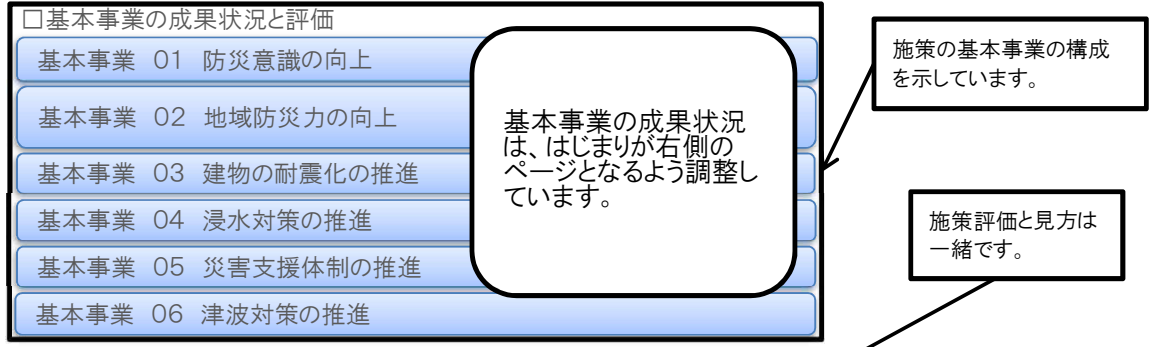 □基本事業の成果状況と評価
基本事業 01 防災意識の向上
基本事業 02 地域防災力の向上
基本事業 03 建物の耐震化の推進
基本事業 04 浸水対策の推進
基本事業 05 災害支援体制の推進
基本事業 06 津波対策の推進
基本事業の成果状況
は、はじまりが右側の
ページとなるよう調整し
ています。
施策の基本事業の構成
を示しています。
施策評価と見方は
一緒です。